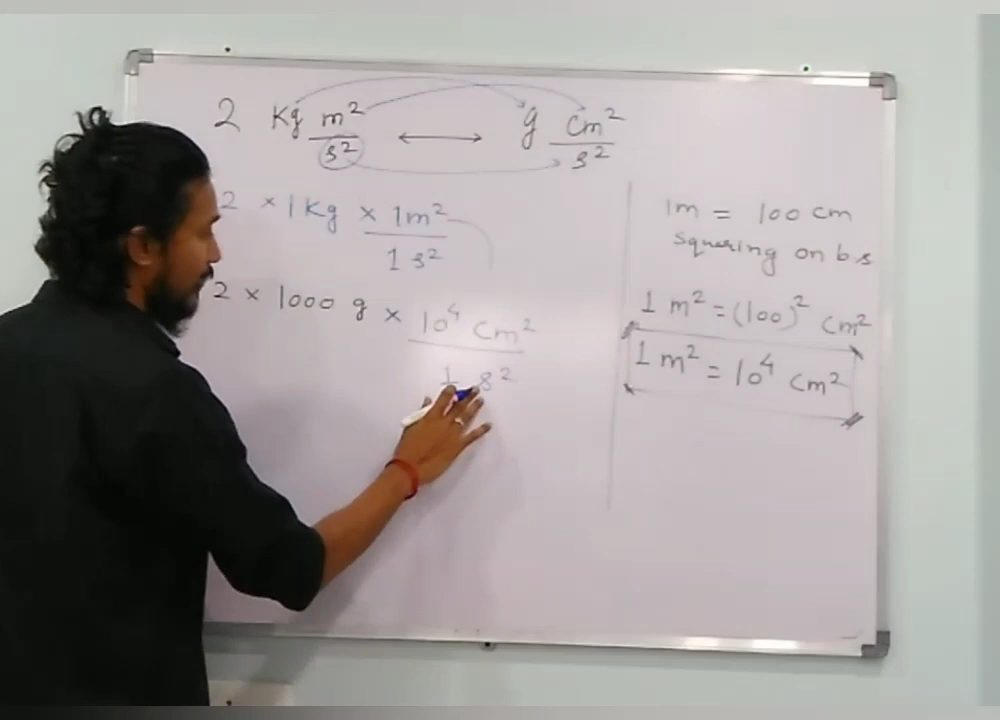 2 Kg m²/s² ⟷ g Cm²/s²
2 × 1 Kg × 1m²/1 s²
2 × 1000 g × 10⁴ Cm²/1 s²
1m = 100 cm
squering on b.s
1 m² = (100)² cm²
1 m² = 10⁴ cm²